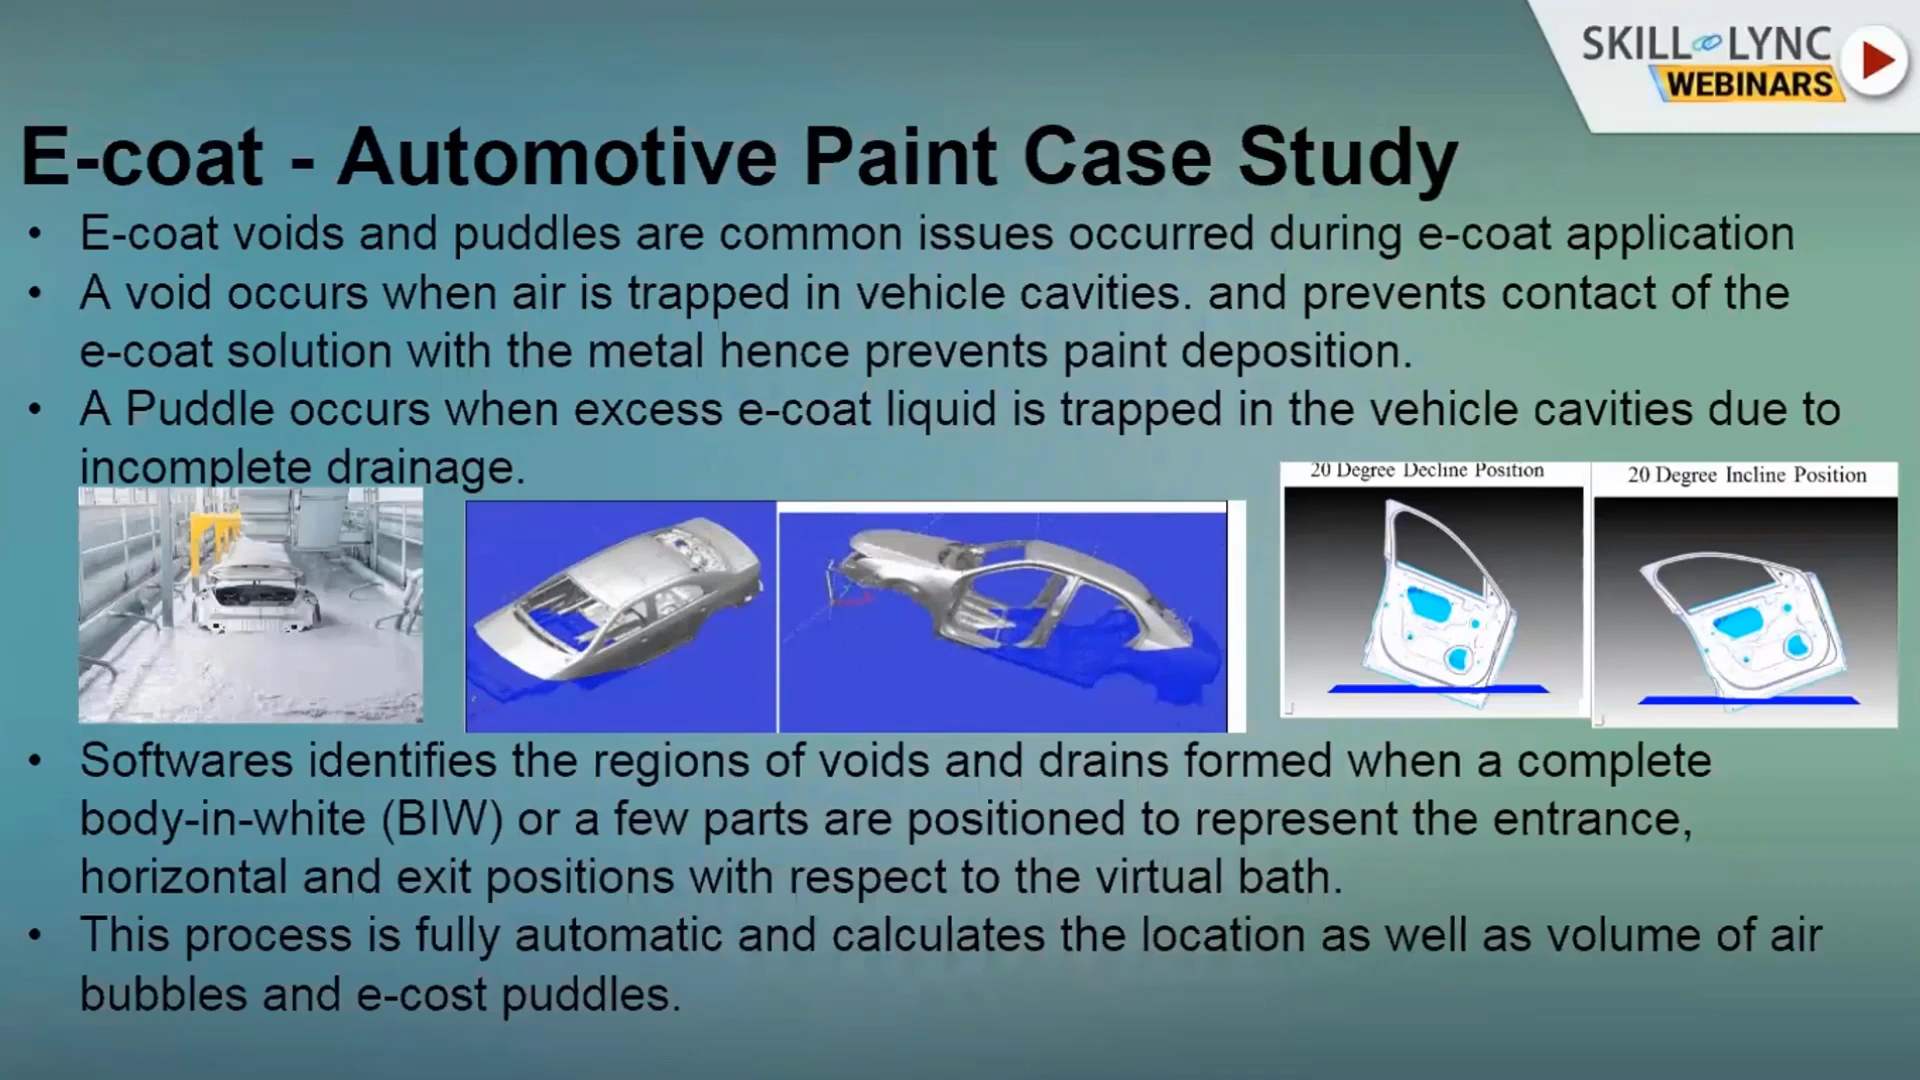 SKILL LYNC
WEBINARS
E-coat - Automotive Paint Case Study
• E-coat voids and puddles are common issues occurred during e-coat application
• A void occurs when air is trapped in vehicle cavities. and prevents contact of the
e-coat solution with the metal hence prevents paint deposition.
• A Puddle occurs when excess e-coat liquid is trapped in the vehicle cavities due to
incomplete drainage.
20 Degree Decline Position
20 Degree Incline Position
• Softwares identifies the regions of voids and drains formed when a complete
body-in-white (BIW) or a few parts are positioned to represent the entrance,
horizontal and exit positions with respect to the virtual bath.
• This process is fully automatic and calculates the location as well as volume of air
bubbles and e-cost puddles.